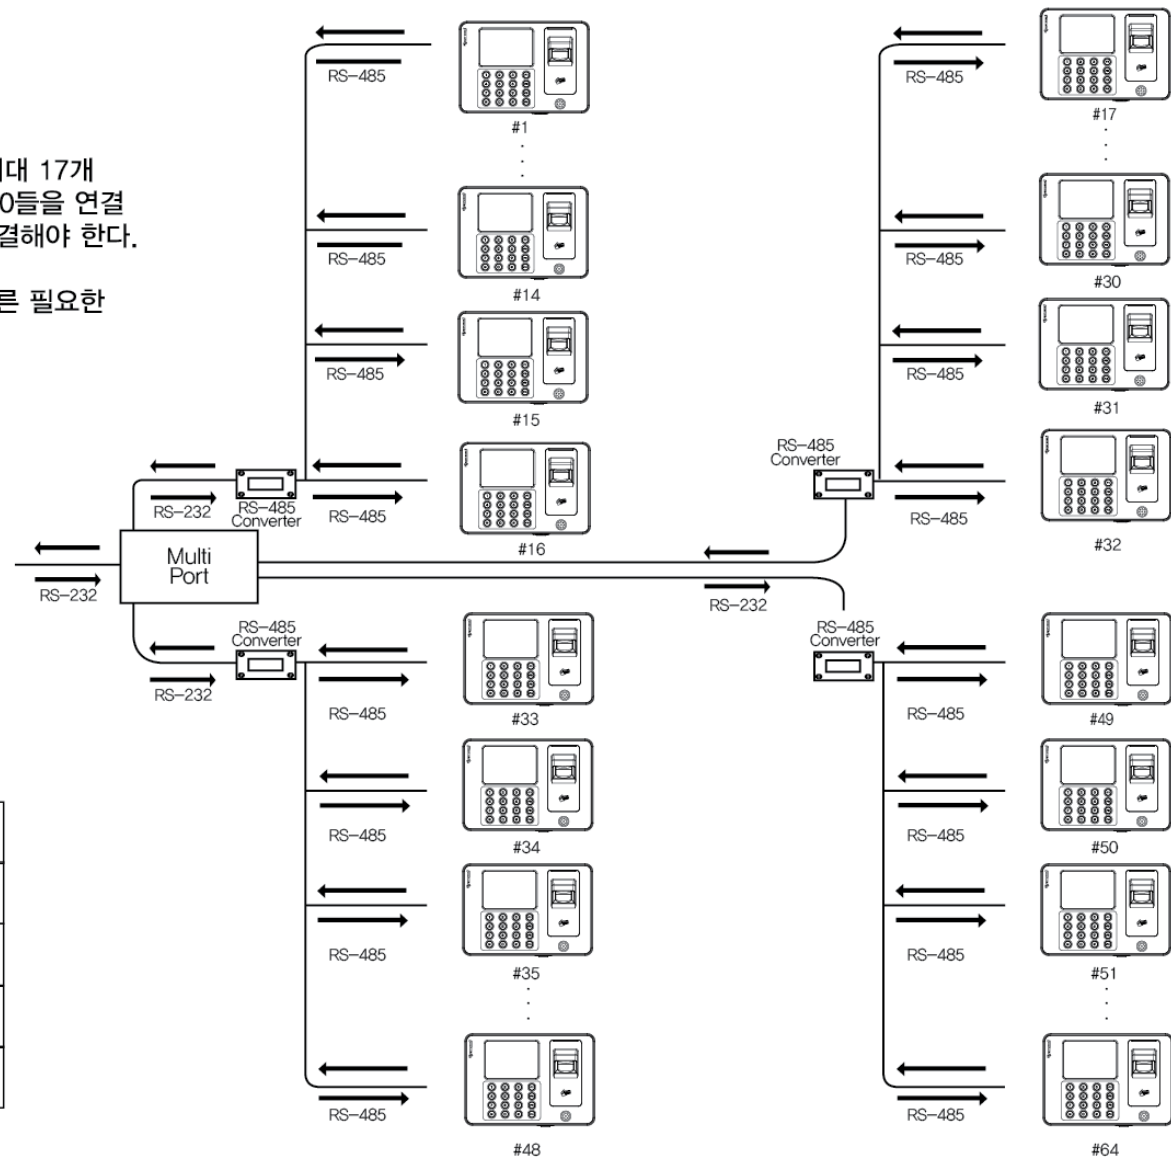 대 17개
0들을 연결
결해야 한다.
른 필요한
RS-485
#1
RS-485
#14
RS-485
#15
RS-485
#16
RS-232
RS-485
Converter
Multi
Port
RS-232
RS-485
#17
RS-485
#30
RS-485
#31
RS-485
Converter
RS-485
#32
RS-232
RS-485
Converter
RS-232
RS-485
#33
RS-485
#34
RS-485
#35
RS-485
#48
RS-485
Converter
RS-485
#49
RS-485
#50
RS-485
#51
RS-485
#64